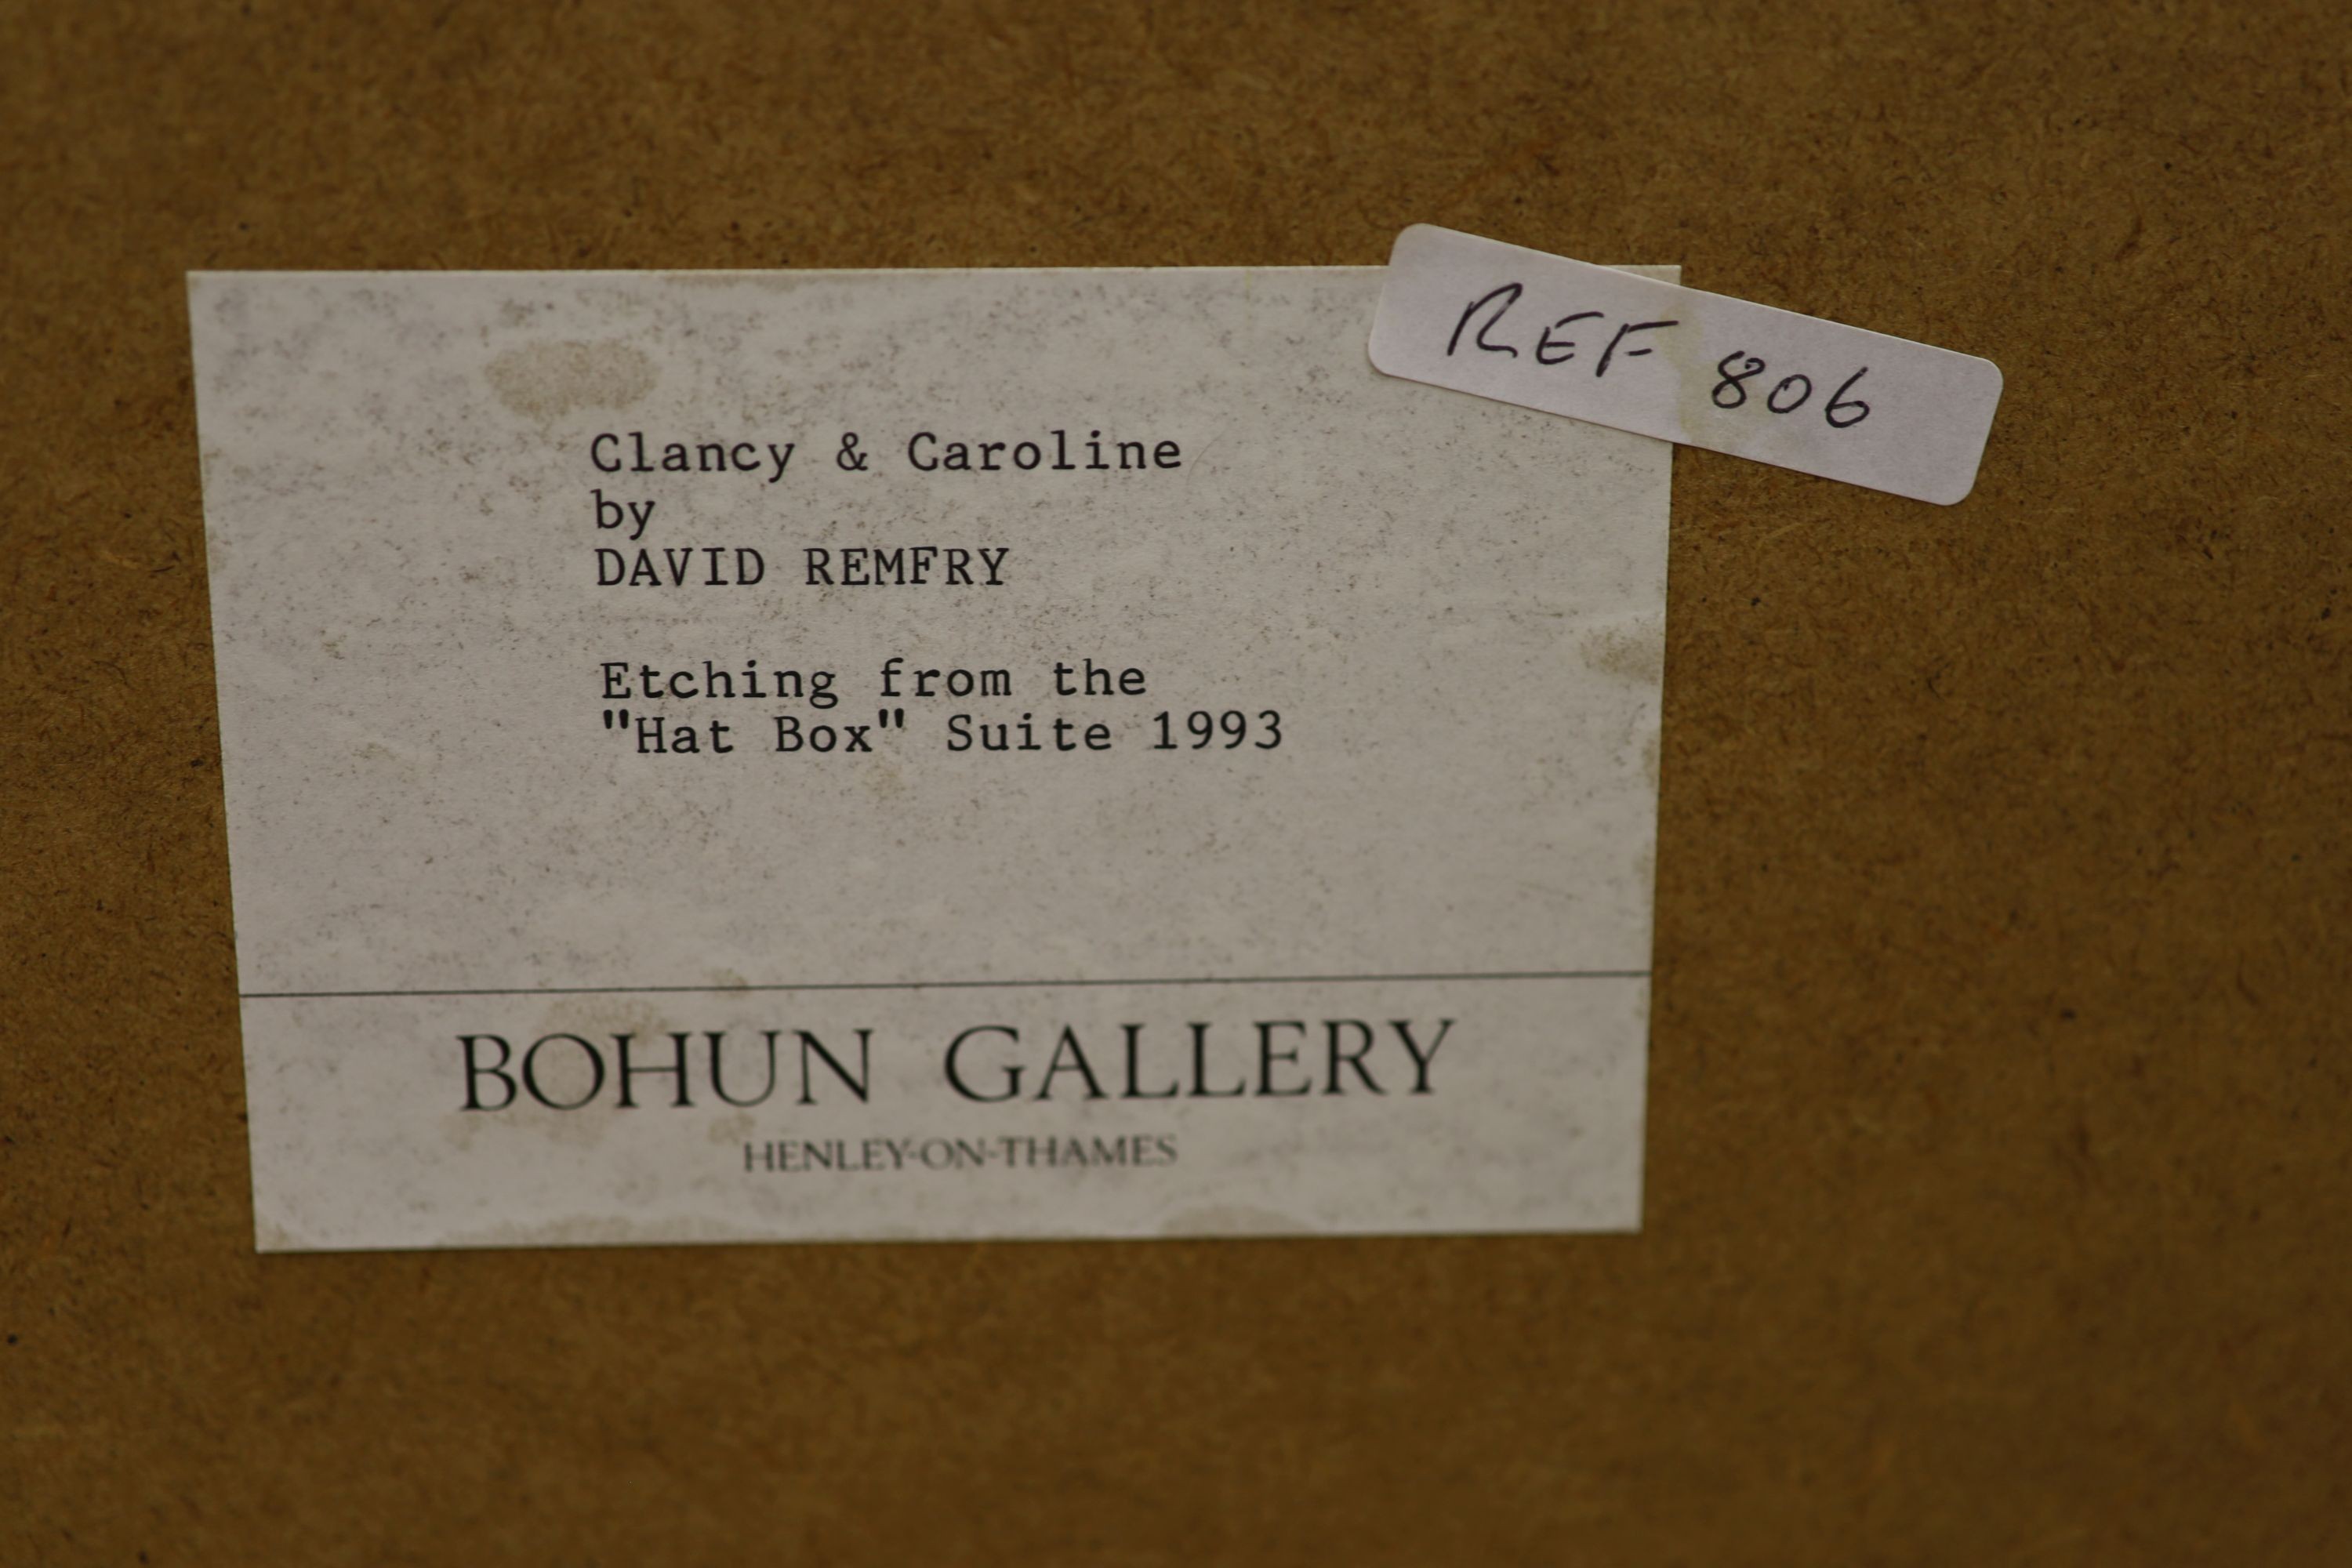 REF 806
Clancy & Caroline
by
DAVID REMFRY
Etching from the
"Hat Box" Suite 1993
BOHUN GALLERY
HENLEY-ON-THAMES